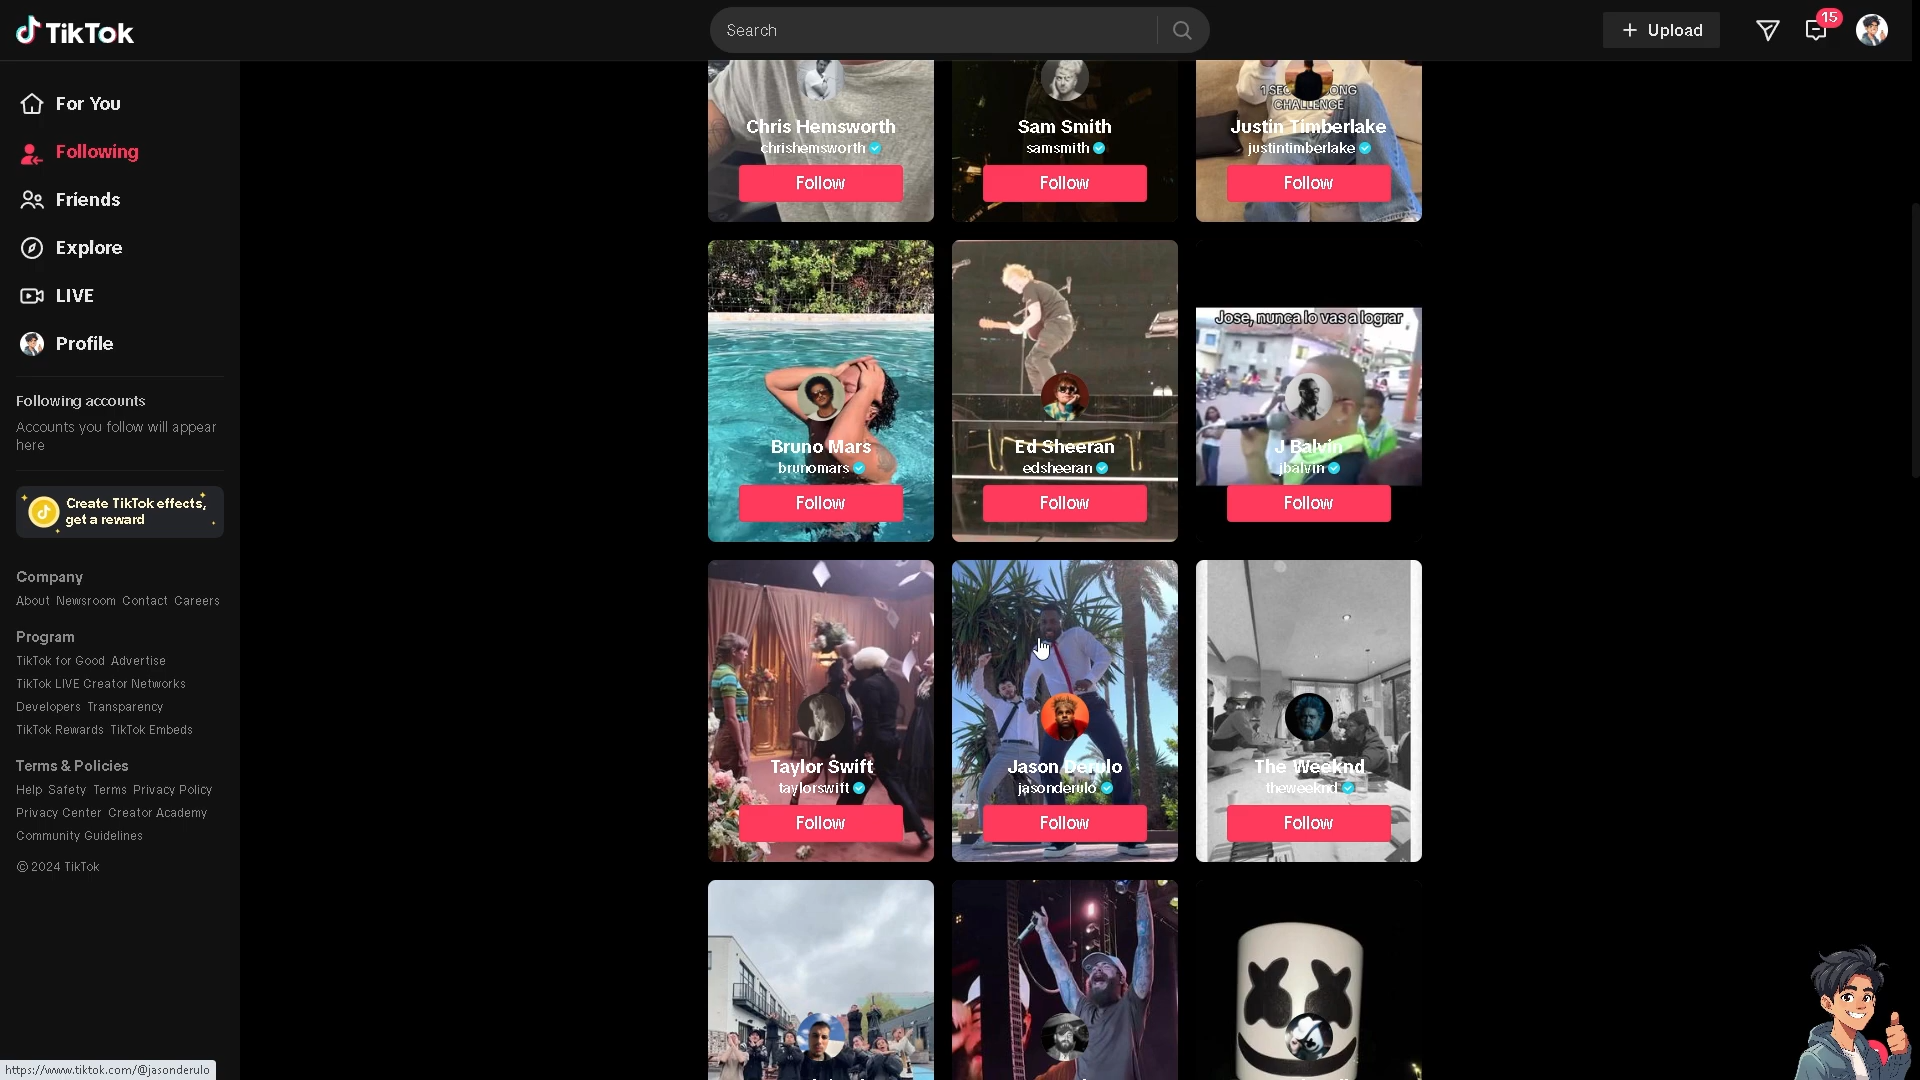 TikTok
Search
Upload
15
For You
Following
Friends
Explore
LIVE
Profile
Following accounts
Accounts you follow will appear
here
Create TikTok effects,
get a reward
Company
About Newsroom Contact Careers
Program
TikTok for Good Advertise
TikTok LIVE Creator Networks
Developers Transparency
TikTok Rewards TikTok Embeds
Terms & Policies
Help Safety Terms Privacy Policy
Privacy Center Creator Academy
Community Guidelines
© 2024 TikTok
Chris Hemsworth
chrishemsworth
Follow
Sam Smith
samsmith
Follow
CHALLENGE
Justin Timberlake
justintimberlake
Follow
Bruno Mars
brunomars
Follow
Ed Sheeran
edsheeran
Follow
Jose, nunca lo vas a lograr
J Balvin
jbalvin
Follow
Taylor Swift
taylorswift
Follow
Jason Derulo
jasonderulo
Follow
The Weeknd
theweeknd
Follow
https://www.tiktok.com/@jasonderulo